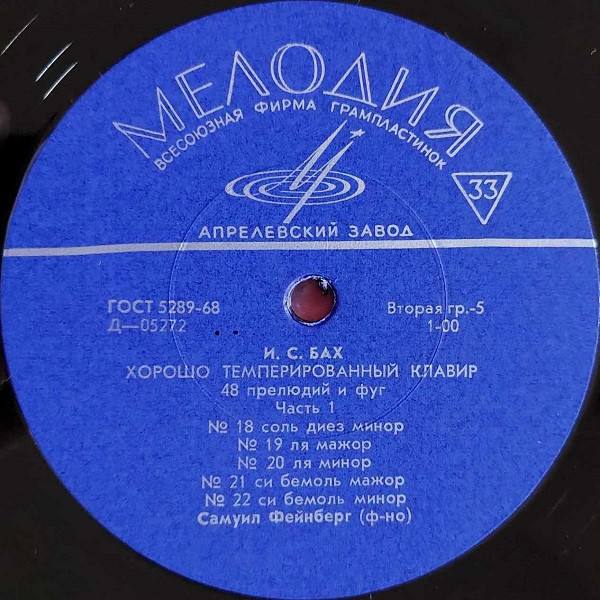 МЕЛОДИЯ
ВСЕСОЮЗНАЯ ФИРМА ГРАМПЛАСТИНОК
33
АПРЕЛЕВСКИЙ ЗАВОД
ГОСТ 5289-68
Вторая гр.-5
Д—05272
1-00
И. С. БАХ
ХОРОШО ТЕМПЕРИРОВАННЫЙ КЛАВИР
48 прелюдий и фуг
Часть 1
№ 18 соль диез минор
№ 19 ля мажор
№ 20 ля минор
№ 21 си бемоль мажор
№ 22 си бемоль минор
Самуил Фейнберг (ф-но)